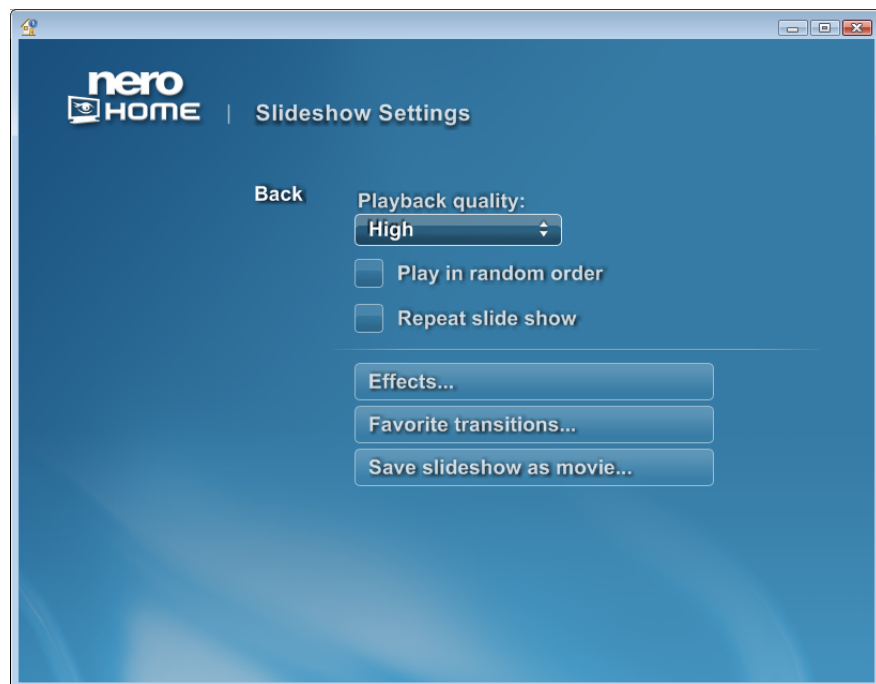 nero
HOME | Slideshow Settings
Back
Playback quality:
High
Play in random order
Repeat slide show
Effects...
Favorite transitions...
Save slideshow as movie...